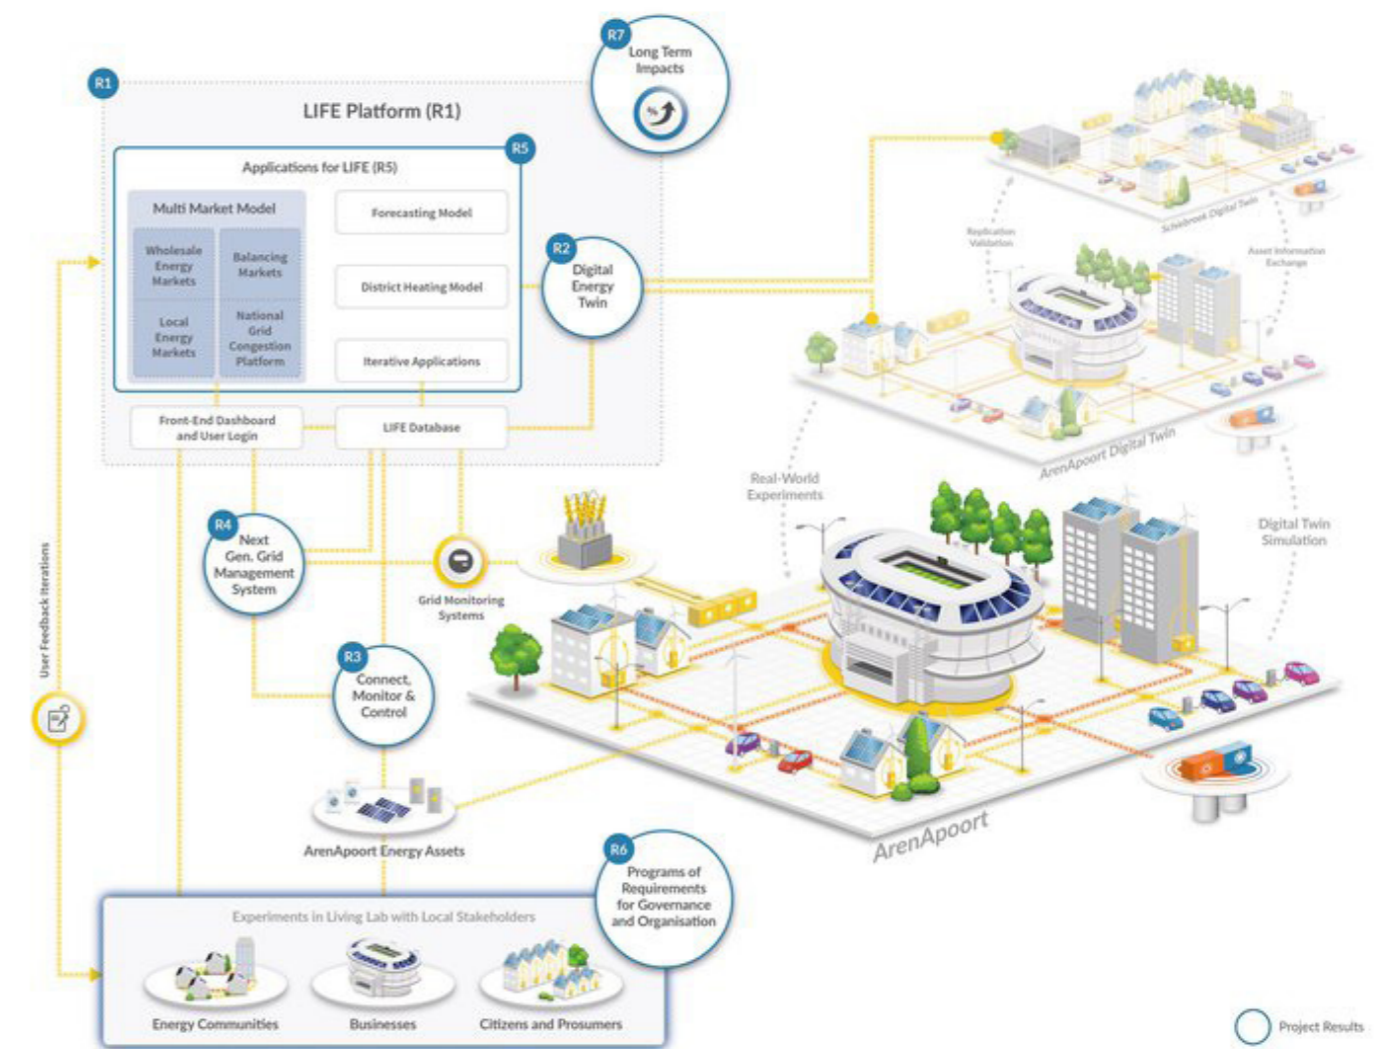 R7
Long Term
Impacts
%
R1
LIFE Platform (R1)
R5
Applications for LIFE (R5)
Multi Market Model
Wholesale
Energy
Markets
Balancing
Markets
Local
Energy
Markets
National
Grid
Congestion
Platform
Forecasting Model
District Heating Model
Iterative Applications
R2
Digital
Energy
Twin
Front-End Dashboard
and User Login
LIFE Database
Schiebroek Digital Twin
Replication
Validation
Asset Information
Exchange
ArenApoort Digital Twin
Real-World
Experiments
Digital Twin
Simulation
R4
Next
Gen. Grid
Management
System
Grid Monitoring
Systems
User Feedback Iterations
R3
Connect,
Monitor &
Control
ArenApoort
ArenApoort Energy Assets
R6
Programs of
Requirements
for Governance
and Organisation
Experiments in Living Lab with Local Stakeholders
Energy Communities
Businesses
Citizens and Prosumers
Project Results